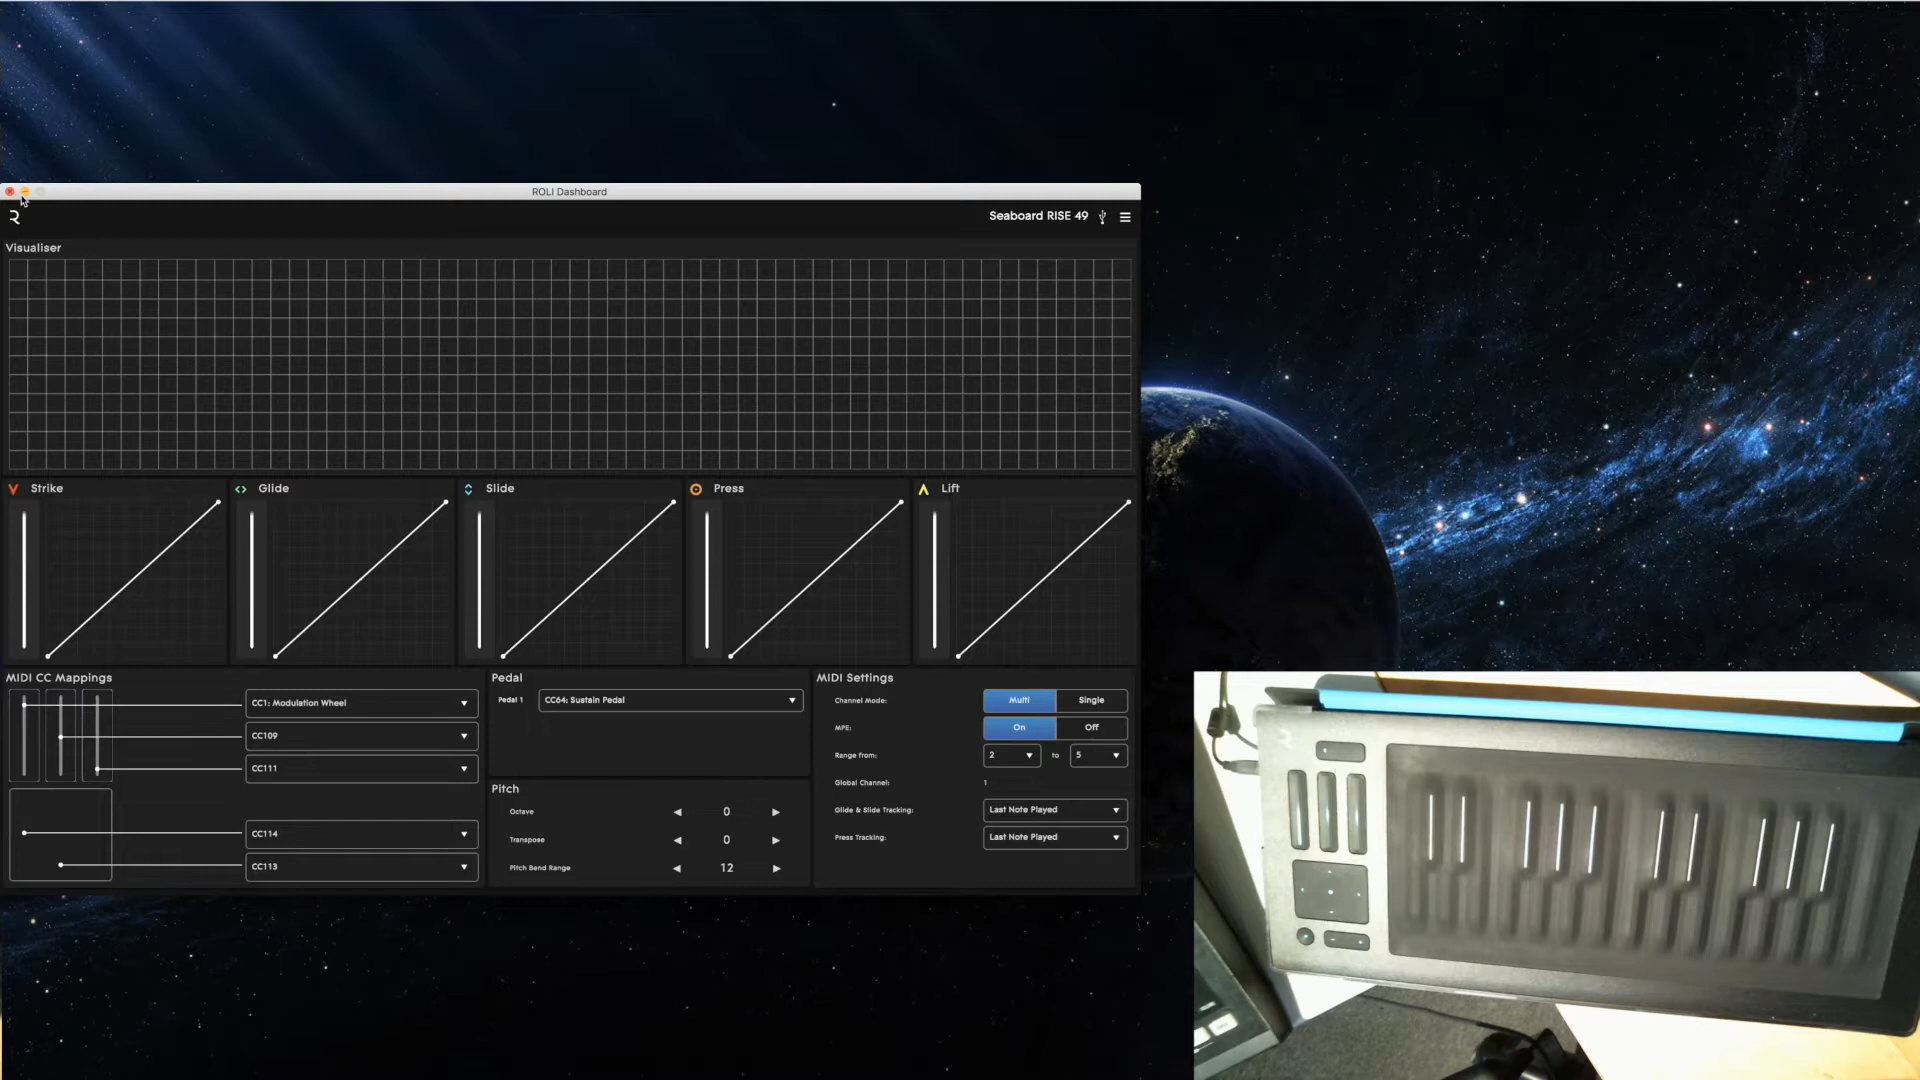 ROLI Dashboard
Seaboard RISE 49
Visualiser
Strike
Glide
Slide
Press
Lift
MIDI CC Mappings
CC1: Modulation Wheel
CC109
CC111
CC114
CC113
Pedal
Pedal 1 CC64: Sustain Pedal
Pitch
Octave 0
Transpose 0
Pitch Bend Range 12
MIDI Settings
Channel Mode: Multi Single
MPE: On Off
Range from: 2 to 5
Global Channel: 1
Glide & Slide Tracking: Last Note Played
Press Tracking: Last Note Played